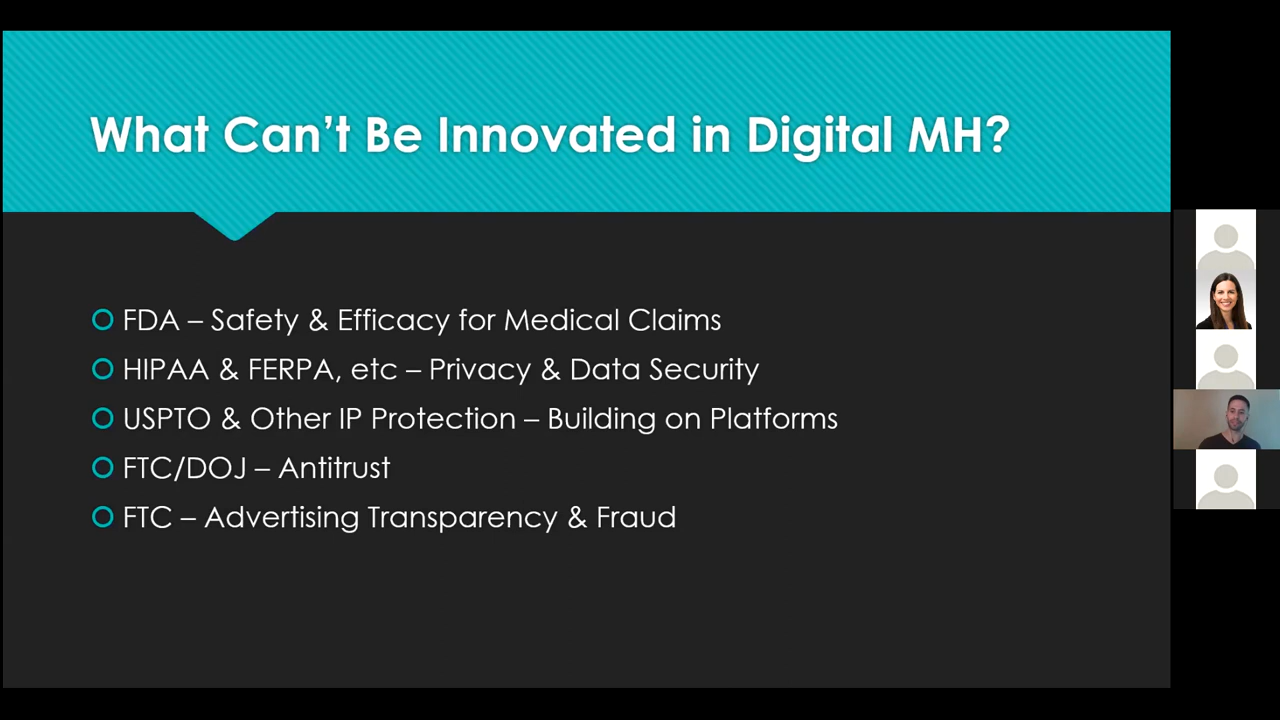 What Can't Be Innovated in Digital MH?
FDA – Safety & Efficacy for Medical Claims
HIPAA & FERPA, etc – Privacy & Data Security
USPTO & Other IP Protection – Building on Platforms
FTC/DOJ – Antitrust
FTC – Advertising Transparency & Fraud